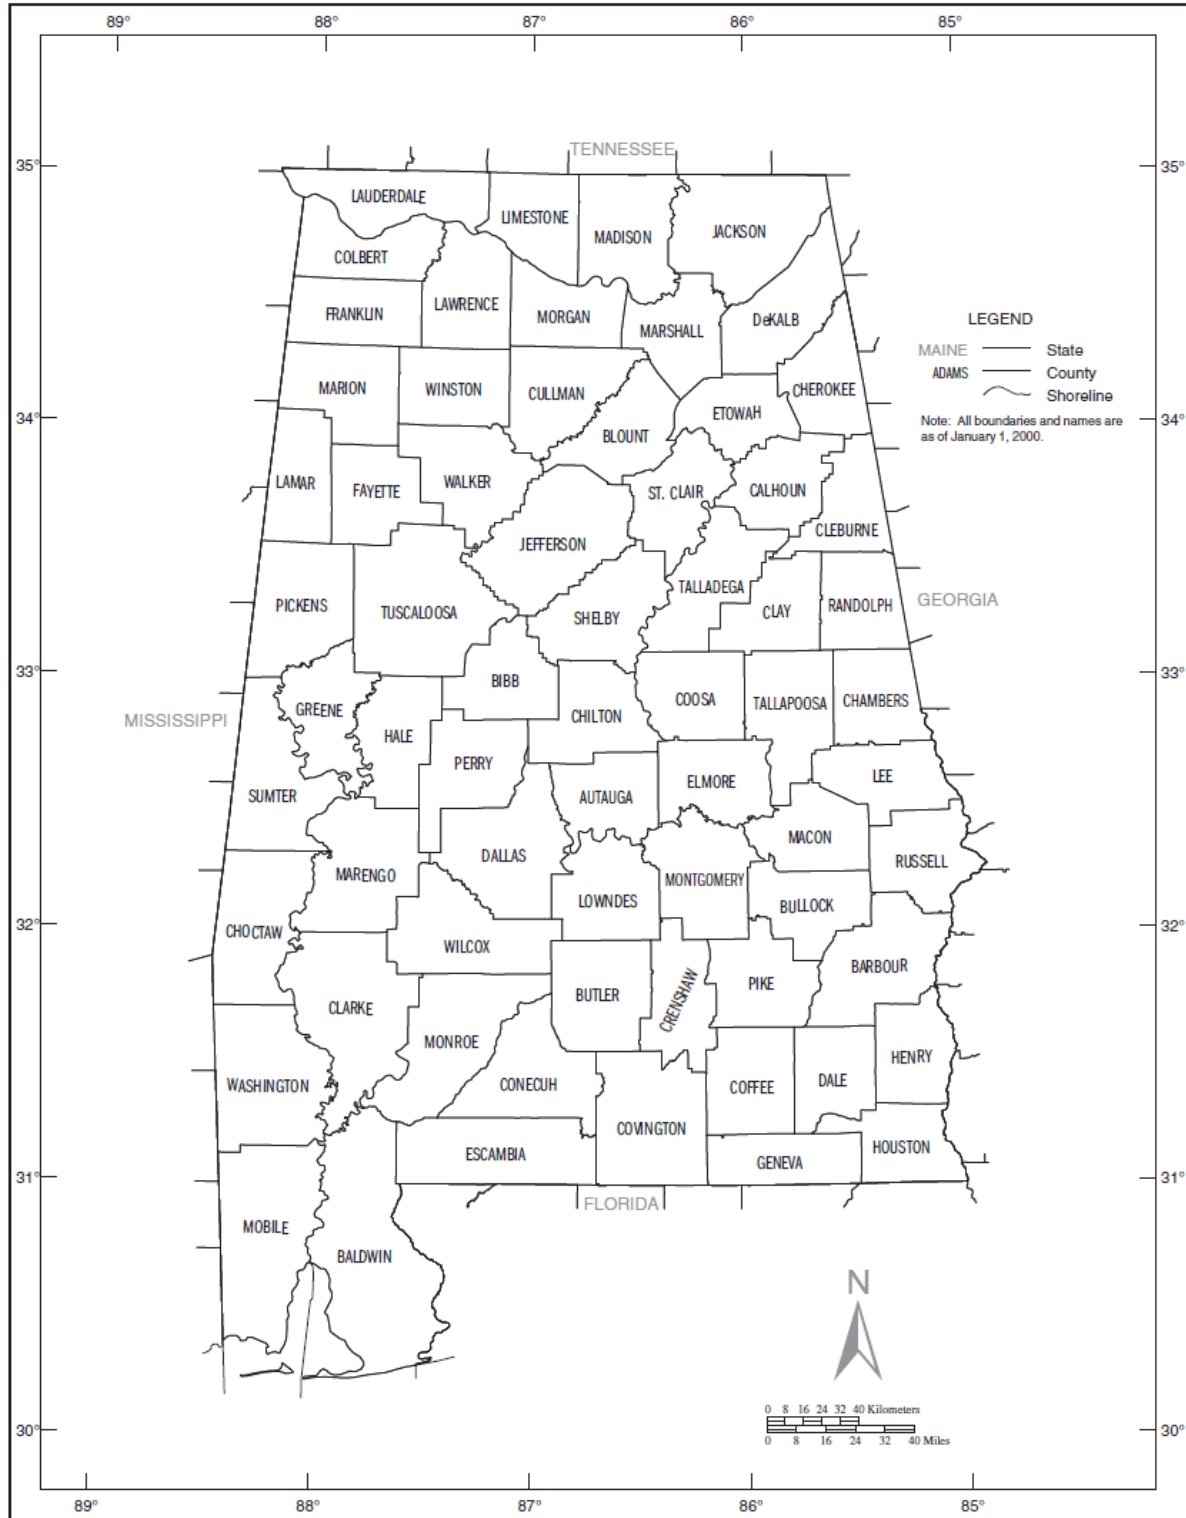 89° 88° 87° 86° 85°
TENNESSEE
35° 35°
LAUDERDALE
LIMESTONE
MADISON
JACKSON
COLBERT
LAWRENCE
FRANKLIN
MORGAN
MARSHALL
DeKALB
LEGEND
MAINE State
ADAMS County
Shoreline
Note: All boundaries and names are
as of January 1, 2000.
MARION
WINSTON
CULLMAN
CHEROKEE
ETOWAH
34° 34°
BLOUNT
LAMAR
FAYETTE
WALKER
ST. CLAIR
CALHOUN
CLEBURNE
JEFFERSON
TALLADEGA
GEORGIA
PICKENS
TUSCALOOSA
SHELBY
CLAY
RANDOLPH
33° 33°
BIBB
MISSISSIPPI
GREENE
HALE
CHILTON
COOSA
TALLAPOOSA
CHAMBERS
PERRY
ELMORE
LEE
SUMTER
AUTAUGA
MACON
DALLAS
RUSSELL
MARENGO
MONTGOMERY
LOWNDES
BULLOCK
32° 32°
CHOCTAW
WILCOX
BARBOUR
PIKE
BUTLER
CRENSHAW
CLARKE
MONROE
HENRY
WASHINGTON
CONECUH
COFFEE
DALE
COVINGTON
ESCAMBIA
HOUSTON
GENEVA
31° 31°
FLORIDA
MOBILE
BALDWIN
N
0 8 16 24 32 40 Kilometers
0 8 16 24 32 40 Miles
30° 30°
89° 88° 87° 86° 85°